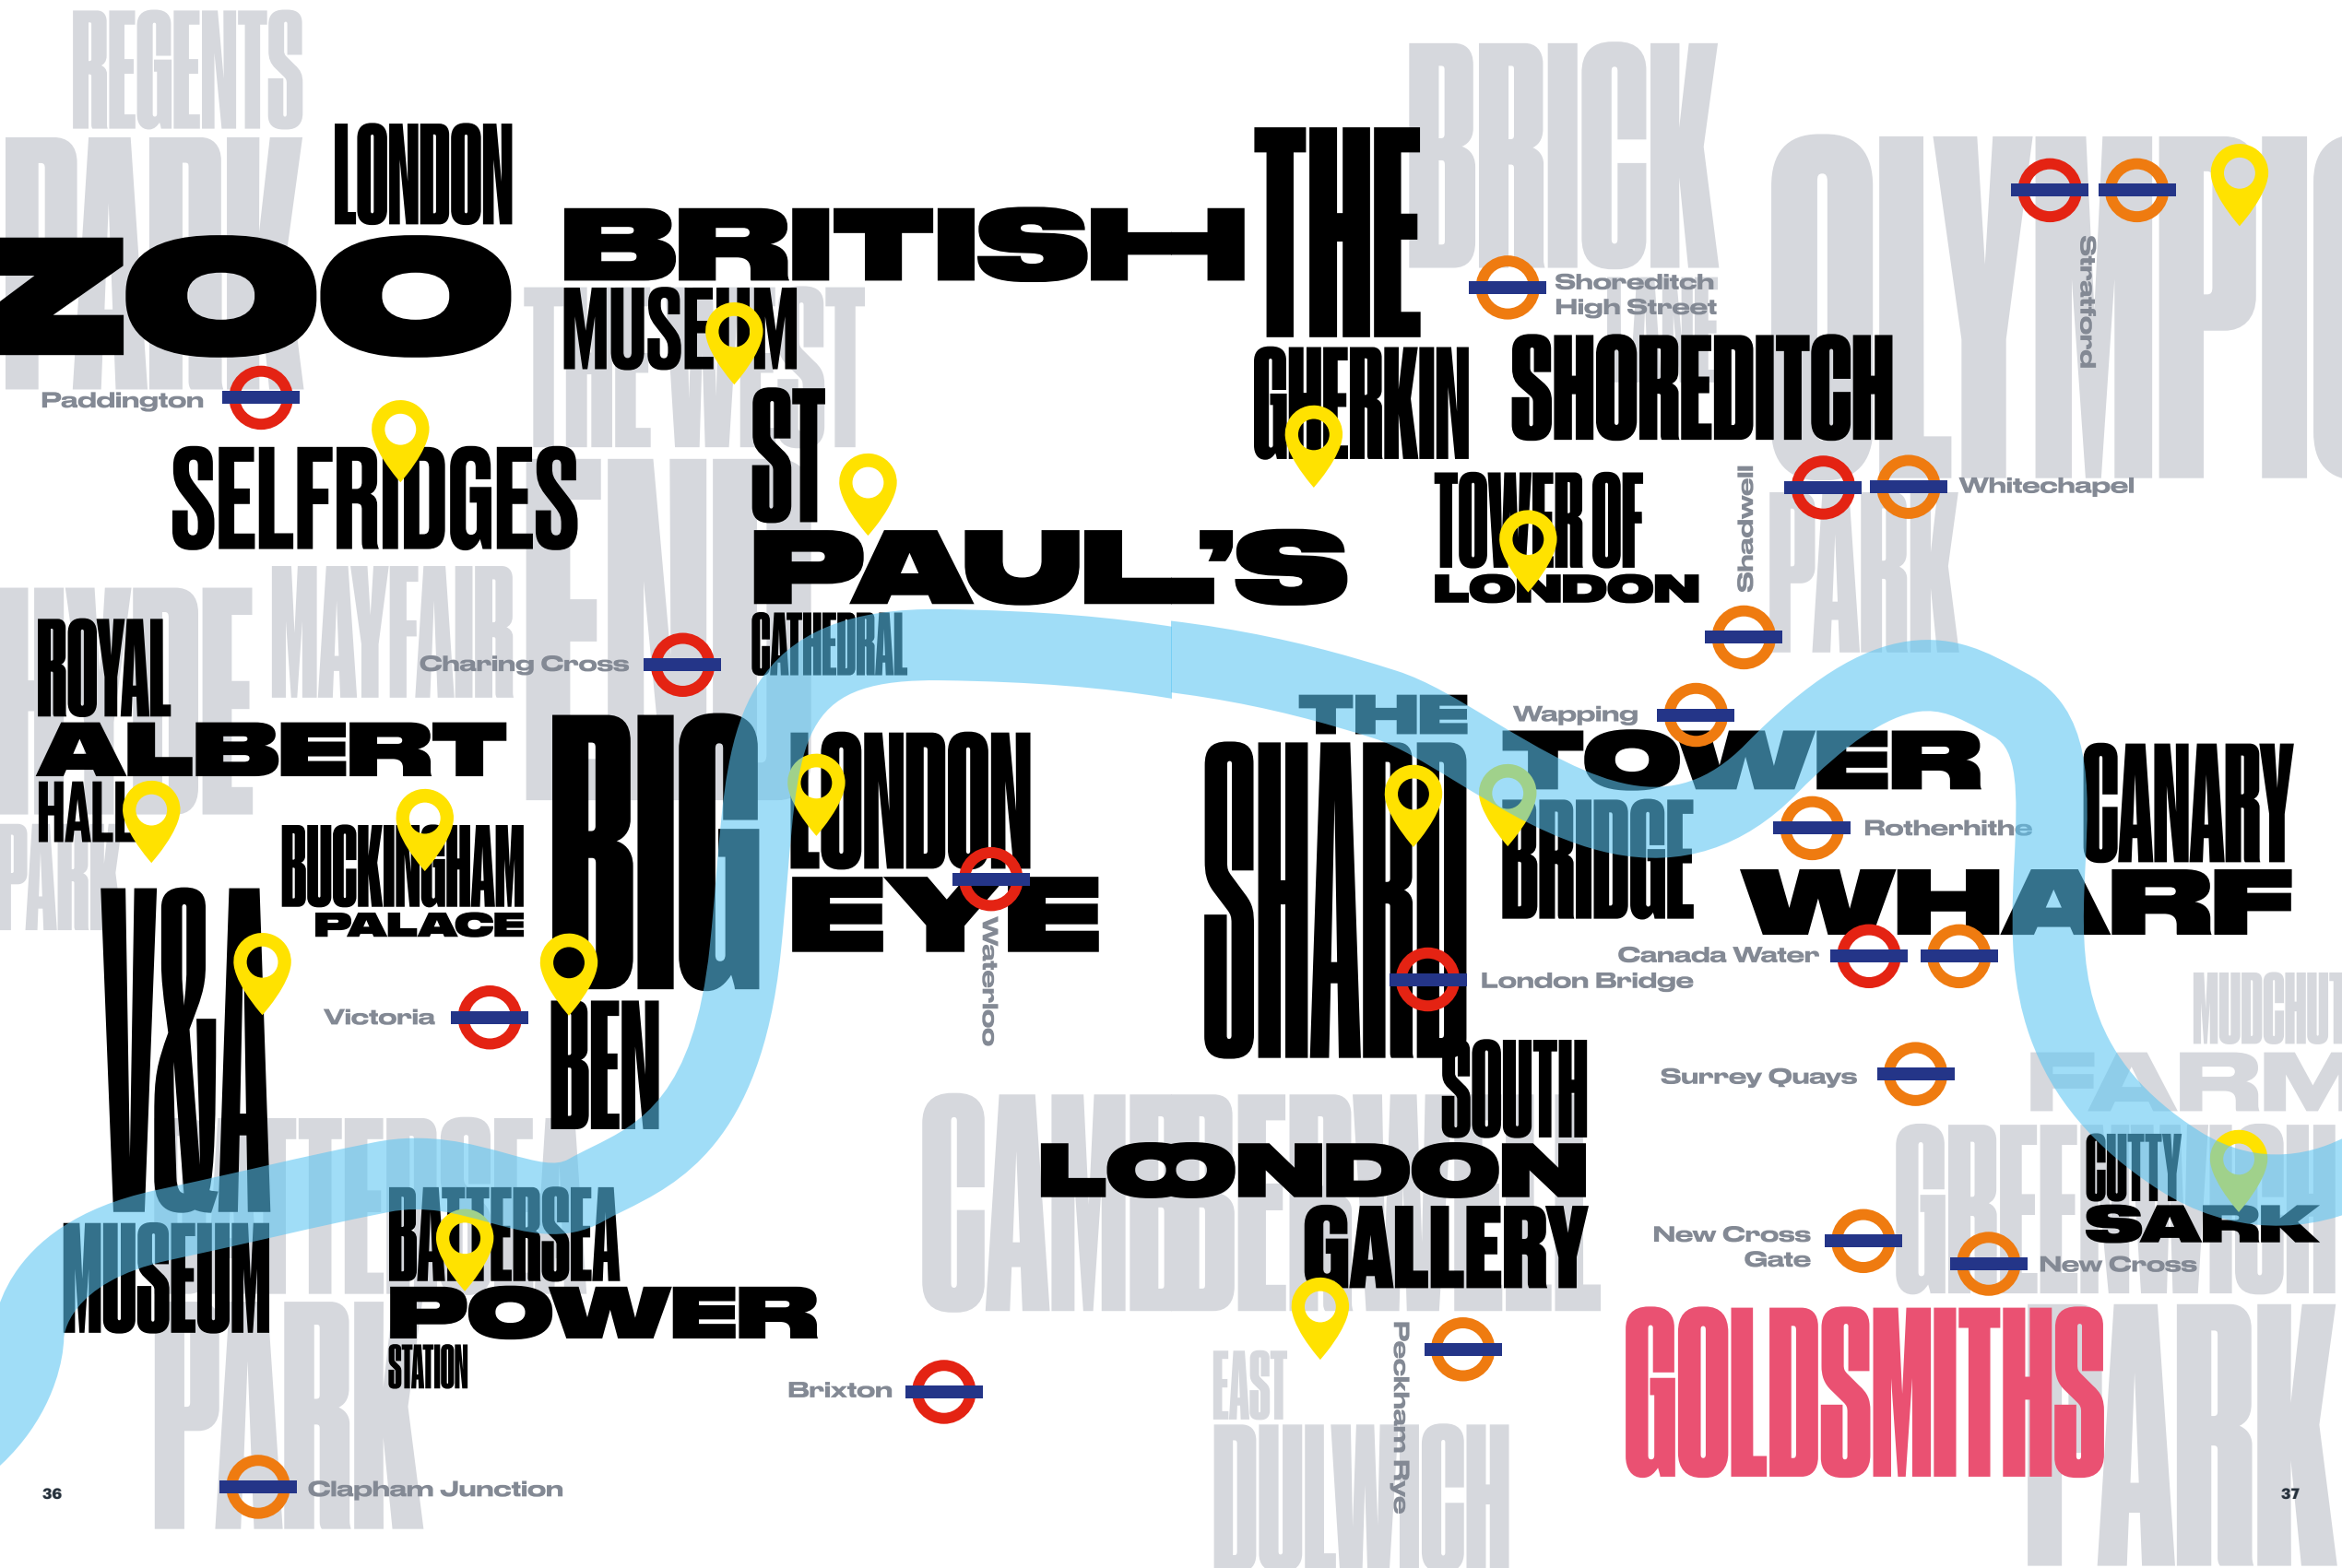 REGENTS
PARK
LONDON
ZOO
BRITISH
MUSEUM
THE
GHERKIN
BRICK
LANE
Shoreditch
High Street
SHOREDITCH
OLYMPIC
PARK
Stratford
Paddington
SELFRIDGES
THE WEST
END
ST
PAUL’S
CATHEDRAL
TOWER OF
LONDON
Shadwell
Whitechapel
HYDE
PARK
MAYFAIR
ROYAL
ALBERT
HALL
Charing Cross
BUCKINGHAM
PALACE
BIG
BEN
LONDON
EYE
Waterloo
THE
SHARD
Wapping
TOWER
BRIDGE
Rotherhithe
CANARY
WHARF
Canada Water
London Bridge
V&A
MUSEUM
Victoria
Surrey Quays
MUDCHUT
FARM
BATTERSEA
PARK
BATTERSEA
POWER
STATION
CAMBERWELL
SOUTH
LONDON
GALLERY
GREENWICH
PARK
CUTTY
SARK
New Cross
Gate
New Cross
GOLDSMITHS
Brixton
EAST
DULWICH
Peckham Rye
Clapham Junction
36
37